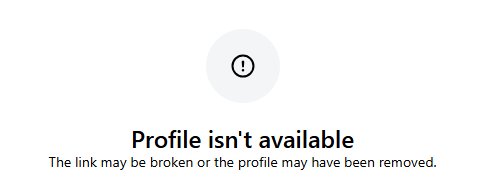 Profile isn't available
The link may be broken or the profile may have been removed.